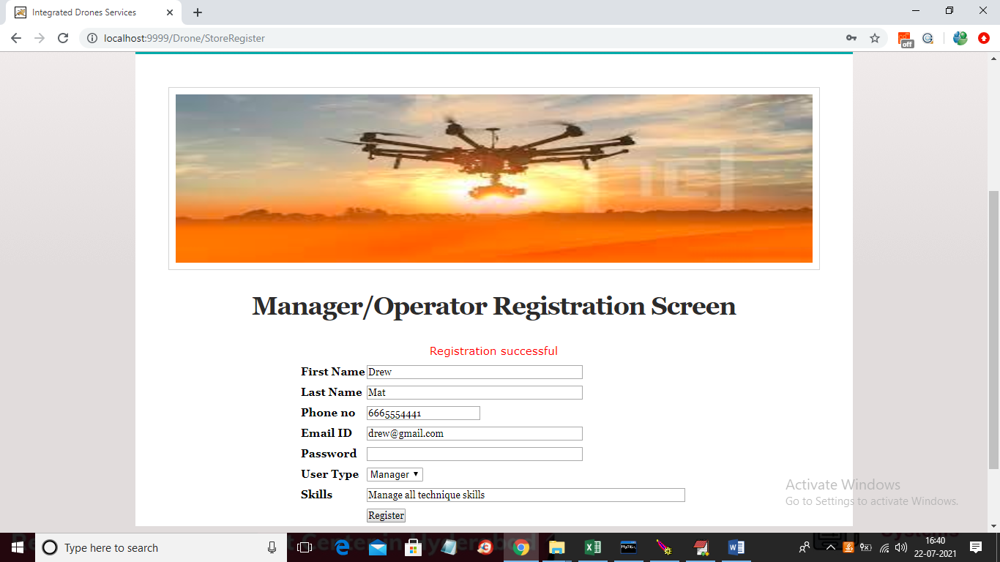 Integrated Drones Services
localhost:9999/Drone/StoreRegister
off
Manager/Operator Registration Screen
Registration successful
First Name Drew
Last Name Mat
Phone no 6665554441
Email ID drew@gmail.com
Password
User Type Manager
Skills Manage all technique skills
Register
Activate Windows
Go to Settings to activate Windows.
Type here to search
16:40
22-07-2021